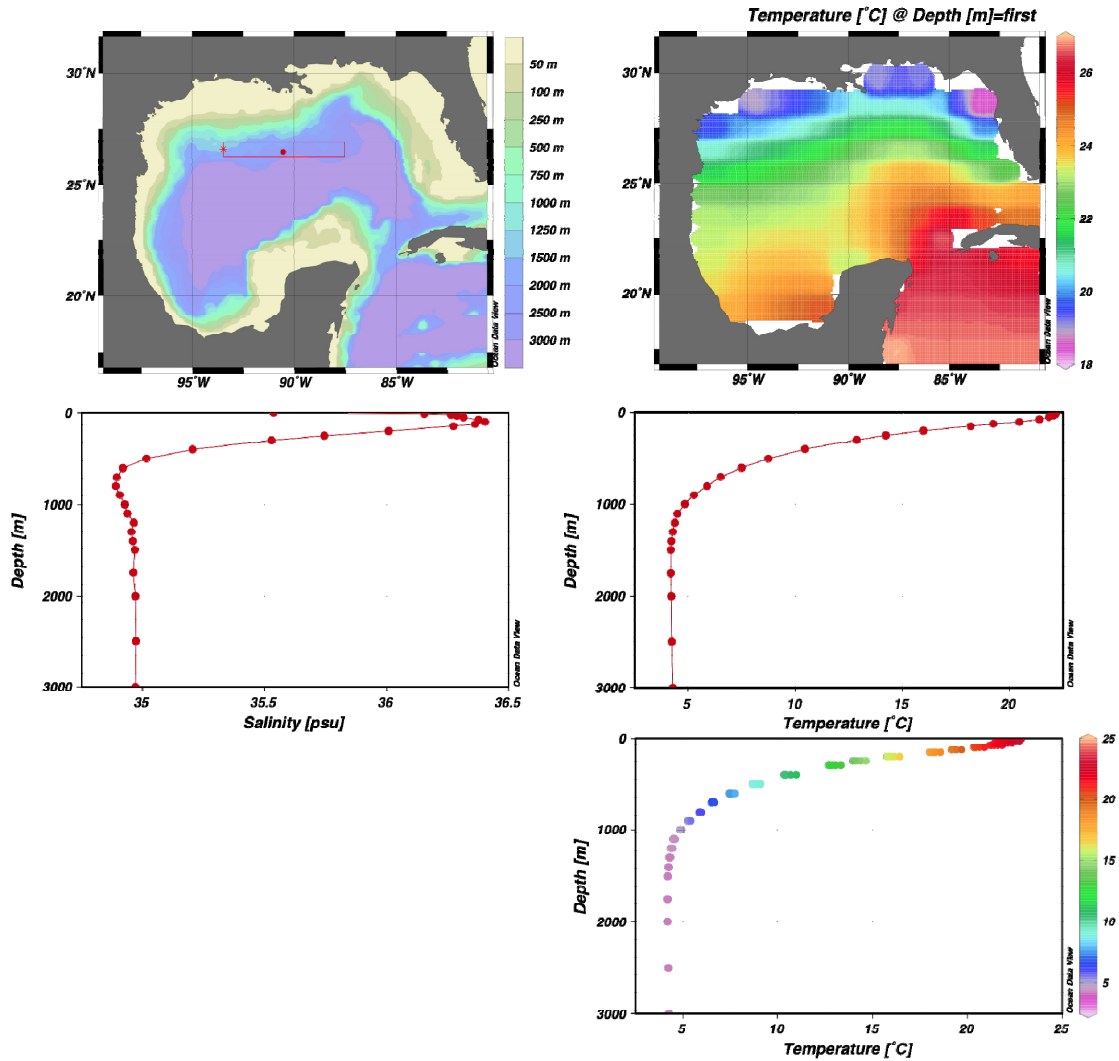 Temperature [˚C] @ Depth [m]=first
30˚N
25˚N
20˚N
95˚W
90˚W
85˚W
50 m
100 m
250 m
500 m
750 m
1000 m
1250 m
1500 m
2000 m
2500 m
3000 m
Ocean Data View
30˚N
25˚N
20˚N
95˚W
90˚W
85˚W
26
24
22
20
18
Ocean Data View
0
1000
2000
3000
Depth [m]
35
35.5
36
36.5
Salinity [psu]
Ocean Data View
0
1000
2000
3000
Depth [m]
5
10
15
20
Temperature [˚C]
Ocean Data View
0
1000
2000
3000
Depth [m]
5
10
15
20
25
Temperature [˚C]
Ocean Data View
25
20
15
10
5